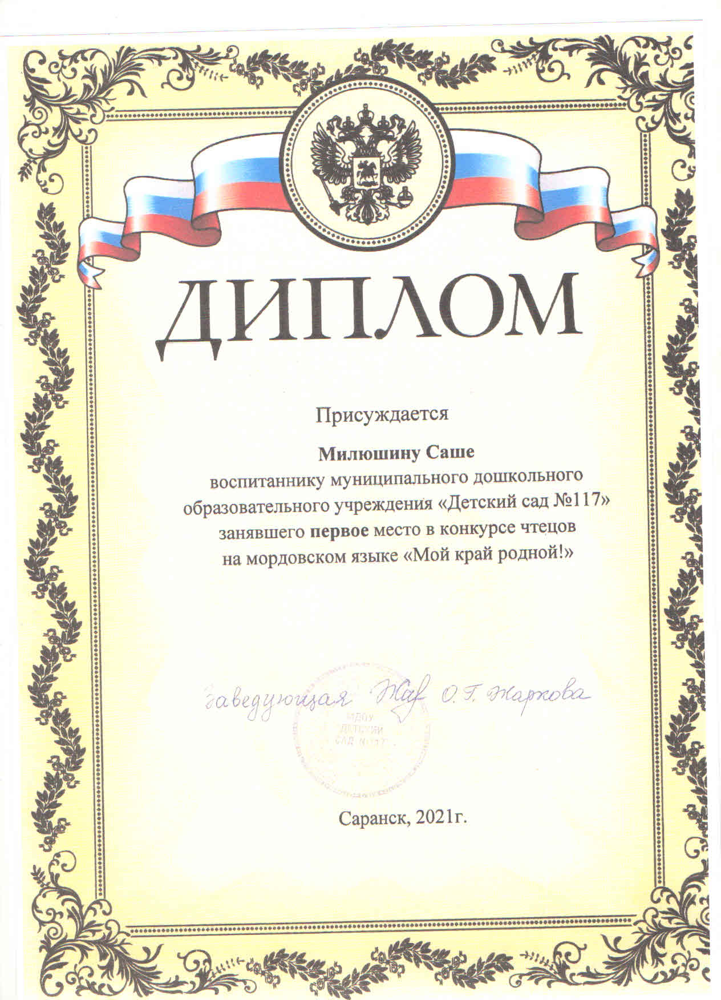 ДИПЛОМ
Присуждается
Милюшину Саше
воспитаннику муниципального дошкольного
образовательного учреждения «Детский сад №117»
занявшего первое место в конкурсе чтецов
на мордовском языке «Мой край родной!»
Заведующая О.Г. Жаркова
МДОУ
ДЕТСКИЙ
САД №117
Саранск, 2021г.